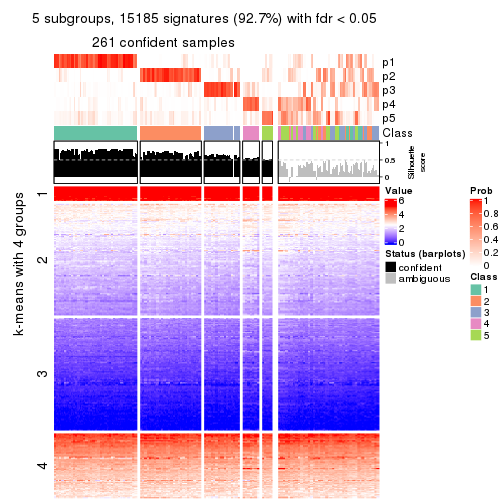 5 subgroups, 15185 signatures (92.7%) with fdr < 0.05
261 confident samples
p1
p2
p3
p4
p5
Class
1
0.5
0
Silhouette
score
k-means with 4 groups
1
2
3
4
Value
6
4
2
0
Status (barplots)
confident
ambiguous
Prob
1
0.8
0.6
0.4
0.2
0
Class
1
2
3
4
5